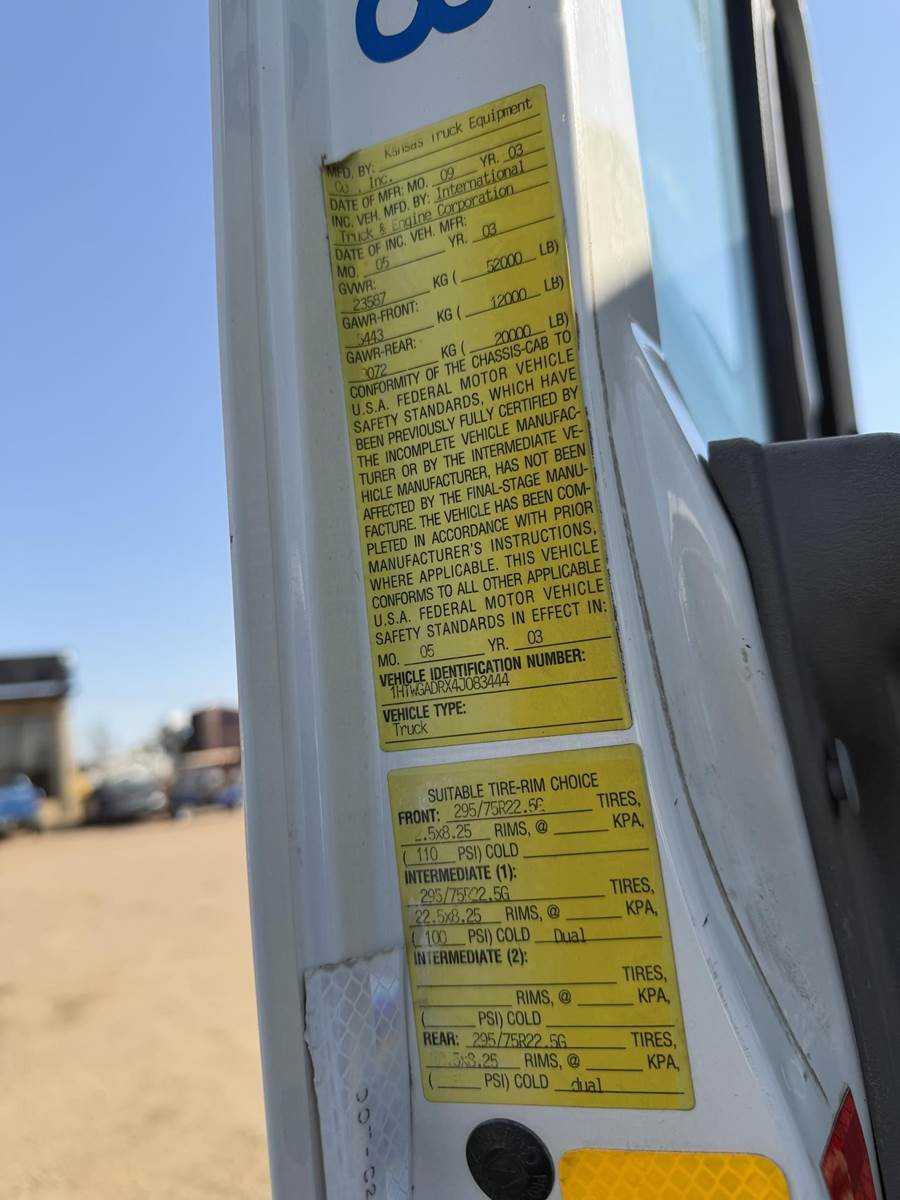 MFD. BY: Kansas Truck Equipment
Co., Inc.
DATE OF MFR: MO. 09 YR. 03
INC. VEH. MFD. BY: International
Truck & Engine Corporation
DATE OF INC. VEH. MFR:
MO. 05 YR. 03
GVWR:
23587 KG ( 52000 LB)
GAWR-FRONT:
5443 KG ( 12000 LB)
GAWR-REAR:
072 KG ( 20000 LB)
CONFORMITY OF THE CHASSIS-CAB TO
U.S.A. FEDERAL MOTOR VEHICLE
SAFETY STANDARDS, WHICH HAVE
BEEN PREVIOUSLY FULLY CERTIFIED BY
THE INCOMPLETE VEHICLE MANUFAC-
TURER OR BY THE INTERMEDIATE VE-
HICLE MANUFACTURER, HAS NOT BEEN
AFFECTED BY THE FINAL-STAGE MANU-
FACTURE. THE VEHICLE HAS BEEN COM-
PLETED IN ACCORDANCE WITH PRIOR
MANUFACTURER'S INSTRUCTIONS,
WHERE APPLICABLE. THIS VEHICLE
CONFORMS TO ALL OTHER APPLICABLE
U.S.A. FEDERAL MOTOR VEHICLE
SAFETY STANDARDS IN EFFECT IN:
MO. 05 YR. 03
VEHICLE IDENTIFICATION NUMBER:
1HTWGADRX4J083444
VEHICLE TYPE:
Truck
SUITABLE TIRE-RIM CHOICE
FRONT: 295/75R22.5G TIRES,
.5x8.25 RIMS, @ KPA,
( 110 PSI) COLD
INTERMEDIATE (1):
295/75R22.5G TIRES,
22.5x8.25 RIMS, @ KPA,
( 100 PSI) COLD Dual
INTERMEDIATE (2):
TIRES,
RIMS, @ KPA,
( PSI) COLD
REAR: 295/75R22.5G TIRES,
.5x8.25 RIMS, @ KPA,
( PSI) COLD dual
DOT-C2